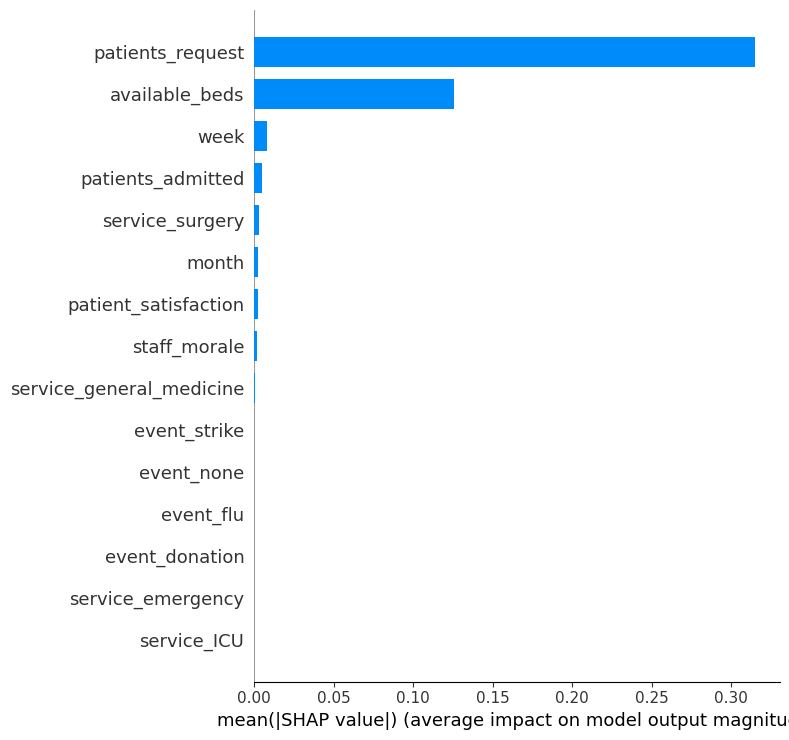 patients_request
available_beds
week
patients_admitted
service_surgery
month
patient_satisfaction
staff_morale
service_general_medicine
event_strike
event_none
event_flu
event_donation
service_emergency
service_ICU
0.00 0.05 0.10 0.15 0.20 0.25 0.30
mean(|SHAP value|) (average impact on model output magnitu